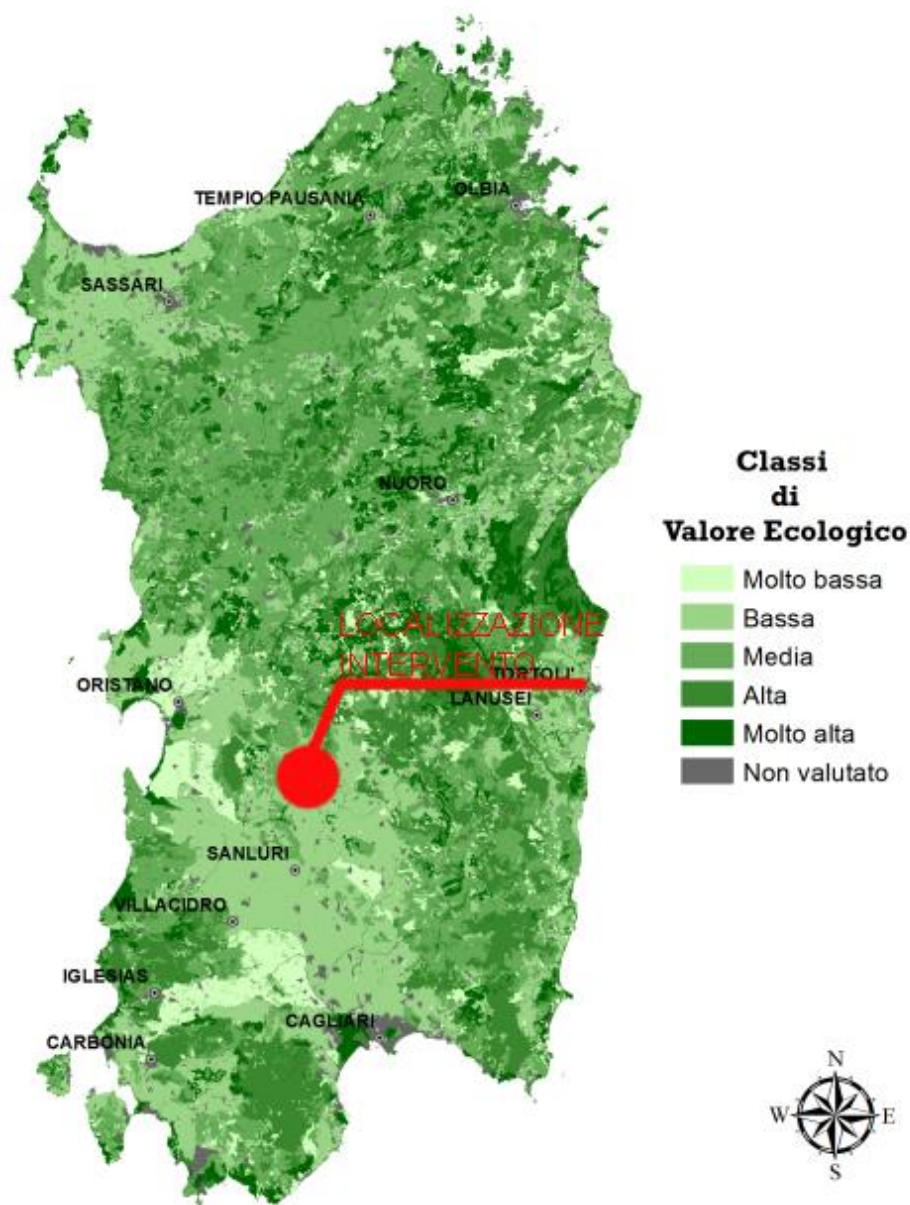 OLBIA
TEMPIO PAUSANIA
SASSARI
NUORO
LOCALIZZAZIONE
INTERVENTO
TORTOLI'
LANUSEI
ORISTANO
SANLURI
VILLACIDRO
IGLESIAS
CAGLIARI
CARBONIA
Classi
di
Valore Ecologico
Molto bassa
Bassa
Media
Alta
Molto alta
Non valutato
N
W E
S